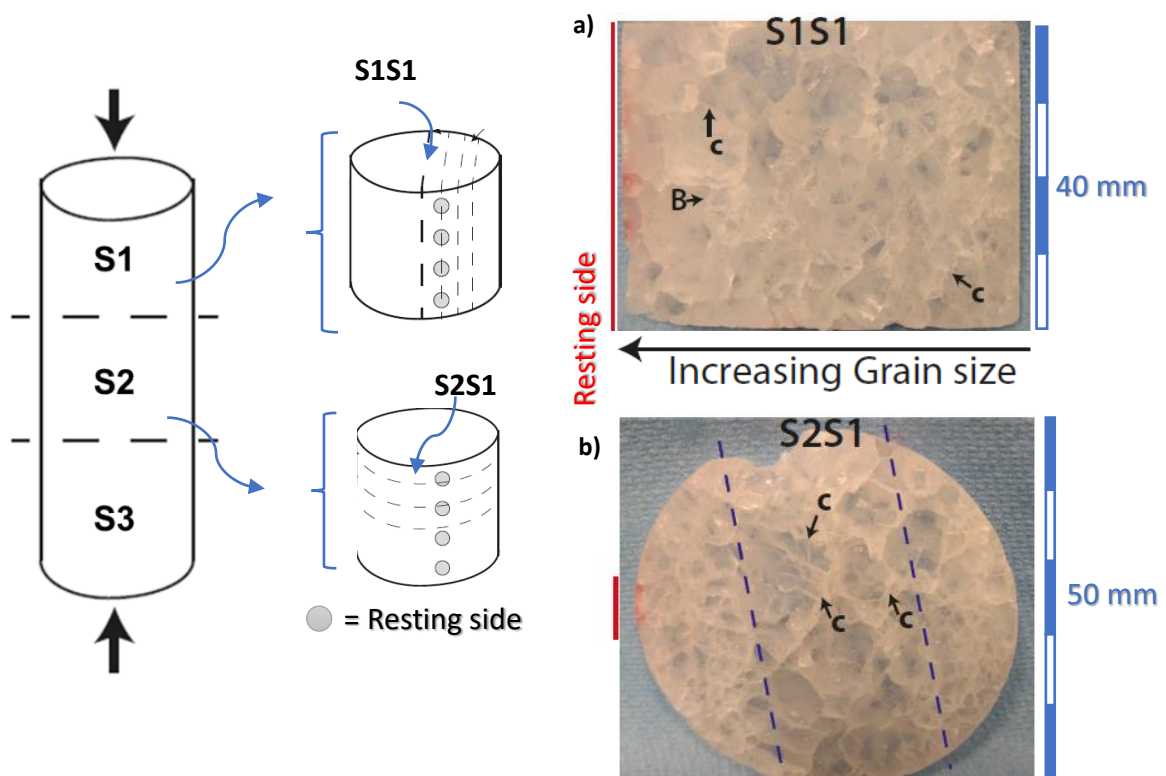 S1
S2
S3
S1S1
S2S1
= Resting side
a)
S1S1
c
B
c
40 mm
Resting side
Increasing Grain size
b)
S2S1
c
c
c
50 mm